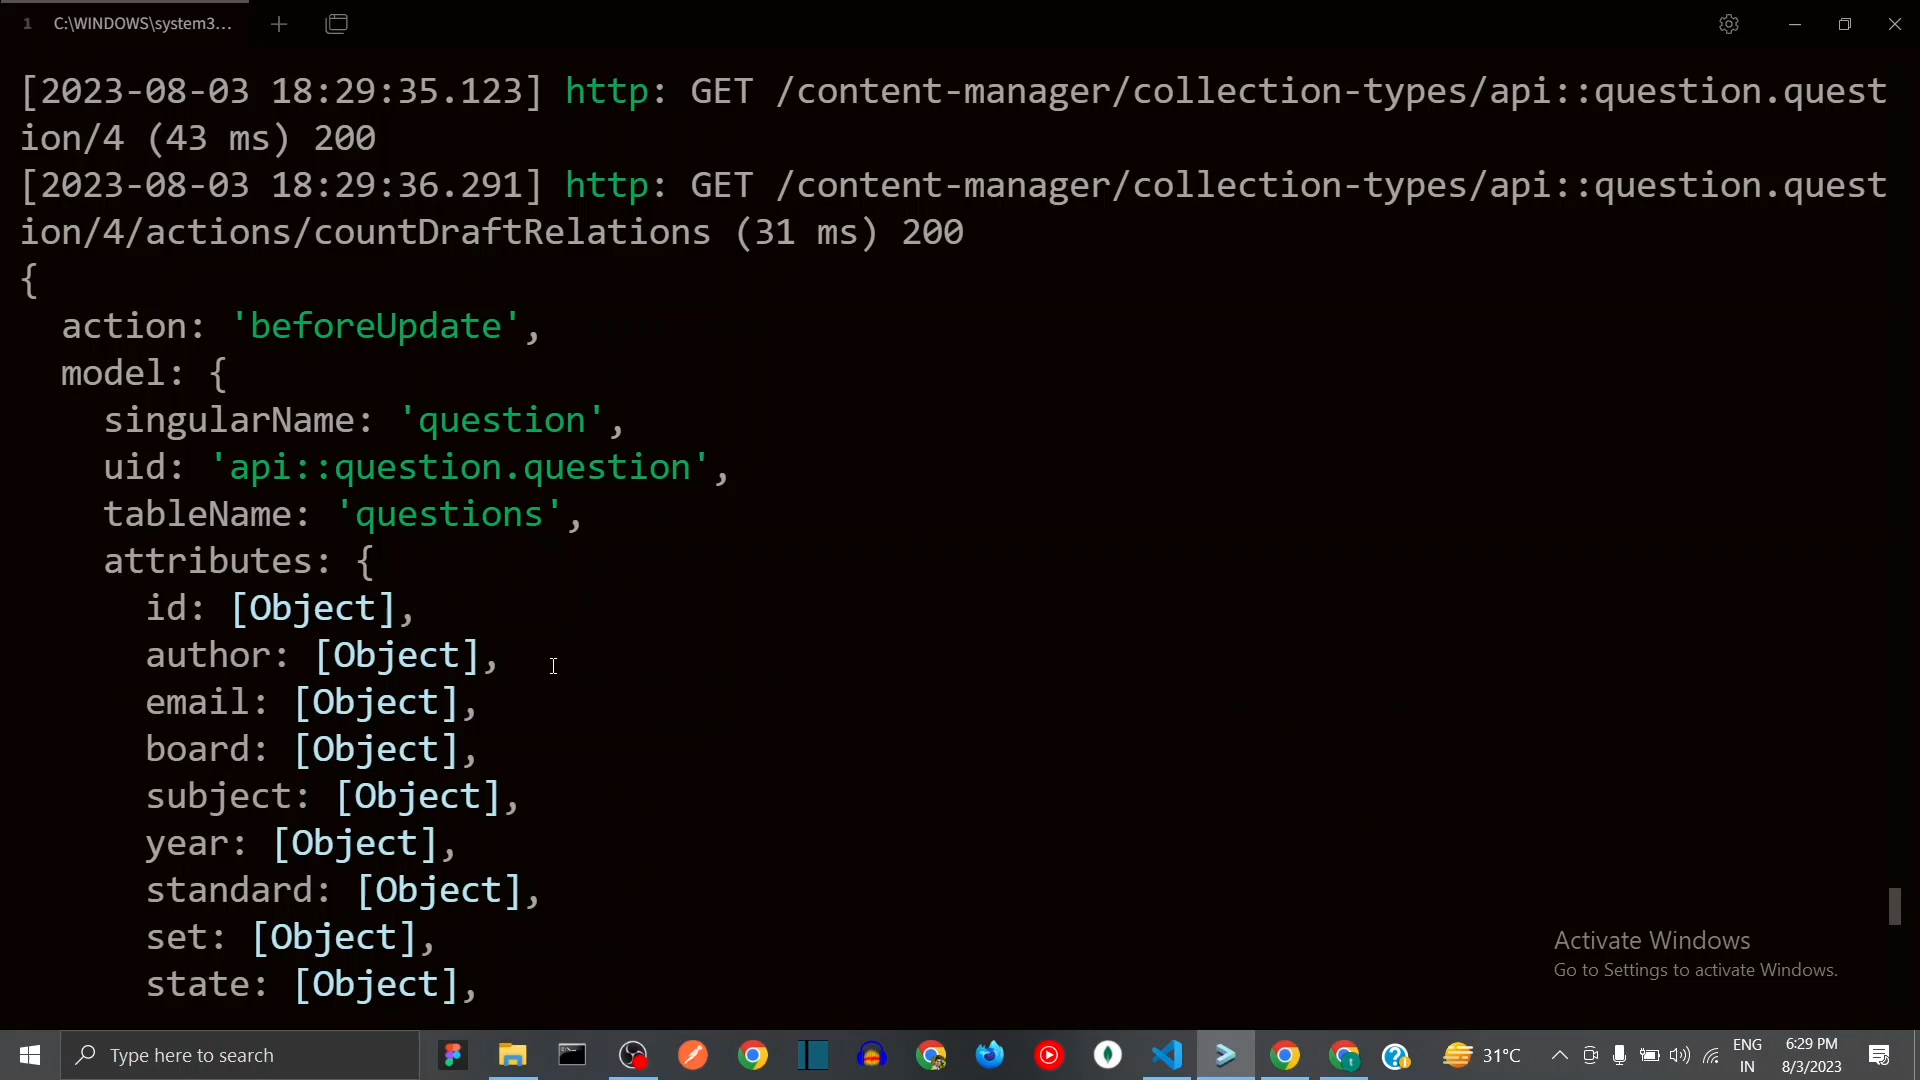 1 C:\WINDOWS\system3...
[2023-08-03 18:29:35.123] http: GET /content-manager/collection-types/api::question.quest
ion/4 (43 ms) 200
[2023-08-03 18:29:36.291] http: GET /content-manager/collection-types/api::question.quest
ion/4/actions/countDraftRelations (31 ms) 200
{
action: 'beforeUpdate',
model: {
singularName: 'question',
uid: 'api::question.question',
tableName: 'questions',
attributes: {
id: [Object],
author: [Object],
email: [Object],
board: [Object],
subject: [Object],
year: [Object],
standard: [Object],
set: [Object],
state: [Object],
Activate Windows
Go to Settings to activate Windows.
Type here to search
31°C
ENG
IN
6:29 PM
8/3/2023